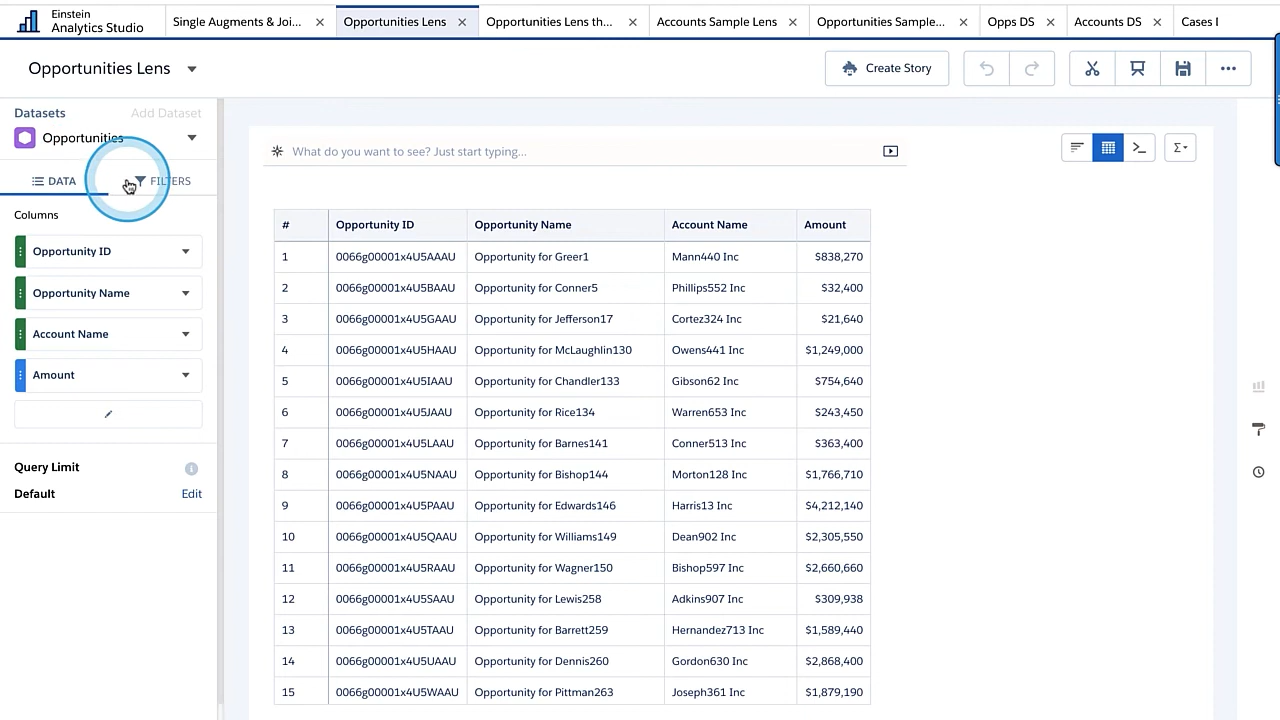 Einstein
Analytics Studio
Single Augments & Joi...
Opportunities Lens
Opportunities Lens th...
Accounts Sample Lens
Opportunities Sample...
Opps DS
Accounts DS
Cases
Opportunities Lens
Create Story
Datasets
Add Dataset
Opportunities
DATA
FILTERS
What do you want to see? Just start typing...
Columns
Opportunity ID
Opportunity Name
Account Name
Amount
Query Limit
Default
Edit
# Opportunity ID Opportunity Name Account Name Amount
1 0066g00001x4U5AAAU Opportunity for Greer1 Mann440 Inc $838,270
2 0066g00001x4U5BAAU Opportunity for Conner5 Phillips552 Inc $32,400
3 0066g00001x4U5GAAU Opportunity for Jefferson17 Cortez324 Inc $21,640
4 0066g00001x4U5HAAU Opportunity for McLaughlin130 Owens441 Inc $1,249,000
5 0066g00001x4U5IAAU Opportunity for Chandler133 Gibson62 Inc $754,640
6 0066g00001x4U5JAAU Opportunity for Rice134 Warren653 Inc $243,450
7 0066g00001x4U5LAAU Opportunity for Barnes141 Conner513 Inc $363,400
8 0066g00001x4U5NAAU Opportunity for Bishop144 Morton128 Inc $1,766,710
9 0066g00001x4U5PAAU Opportunity for Edwards146 Harris13 Inc $4,212,140
10 0066g00001x4U5QAAU Opportunity for Williams149 Dean902 Inc $2,305,550
11 0066g00001x4U5RAAU Opportunity for Wagner150 Bishop597 Inc $2,660,660
12 0066g00001x4U5SAAU Opportunity for Lewis258 Adkins907 Inc $309,938
13 0066g00001x4U5TAAU Opportunity for Barrett259 Hernandez713 Inc $1,589,440
14 0066g00001x4U5UAAU Opportunity for Dennis260 Gordon630 Inc $2,868,400
15 0066g00001x4U5WAAU Opportunity for Pittman263 Joseph361 Inc $1,879,190